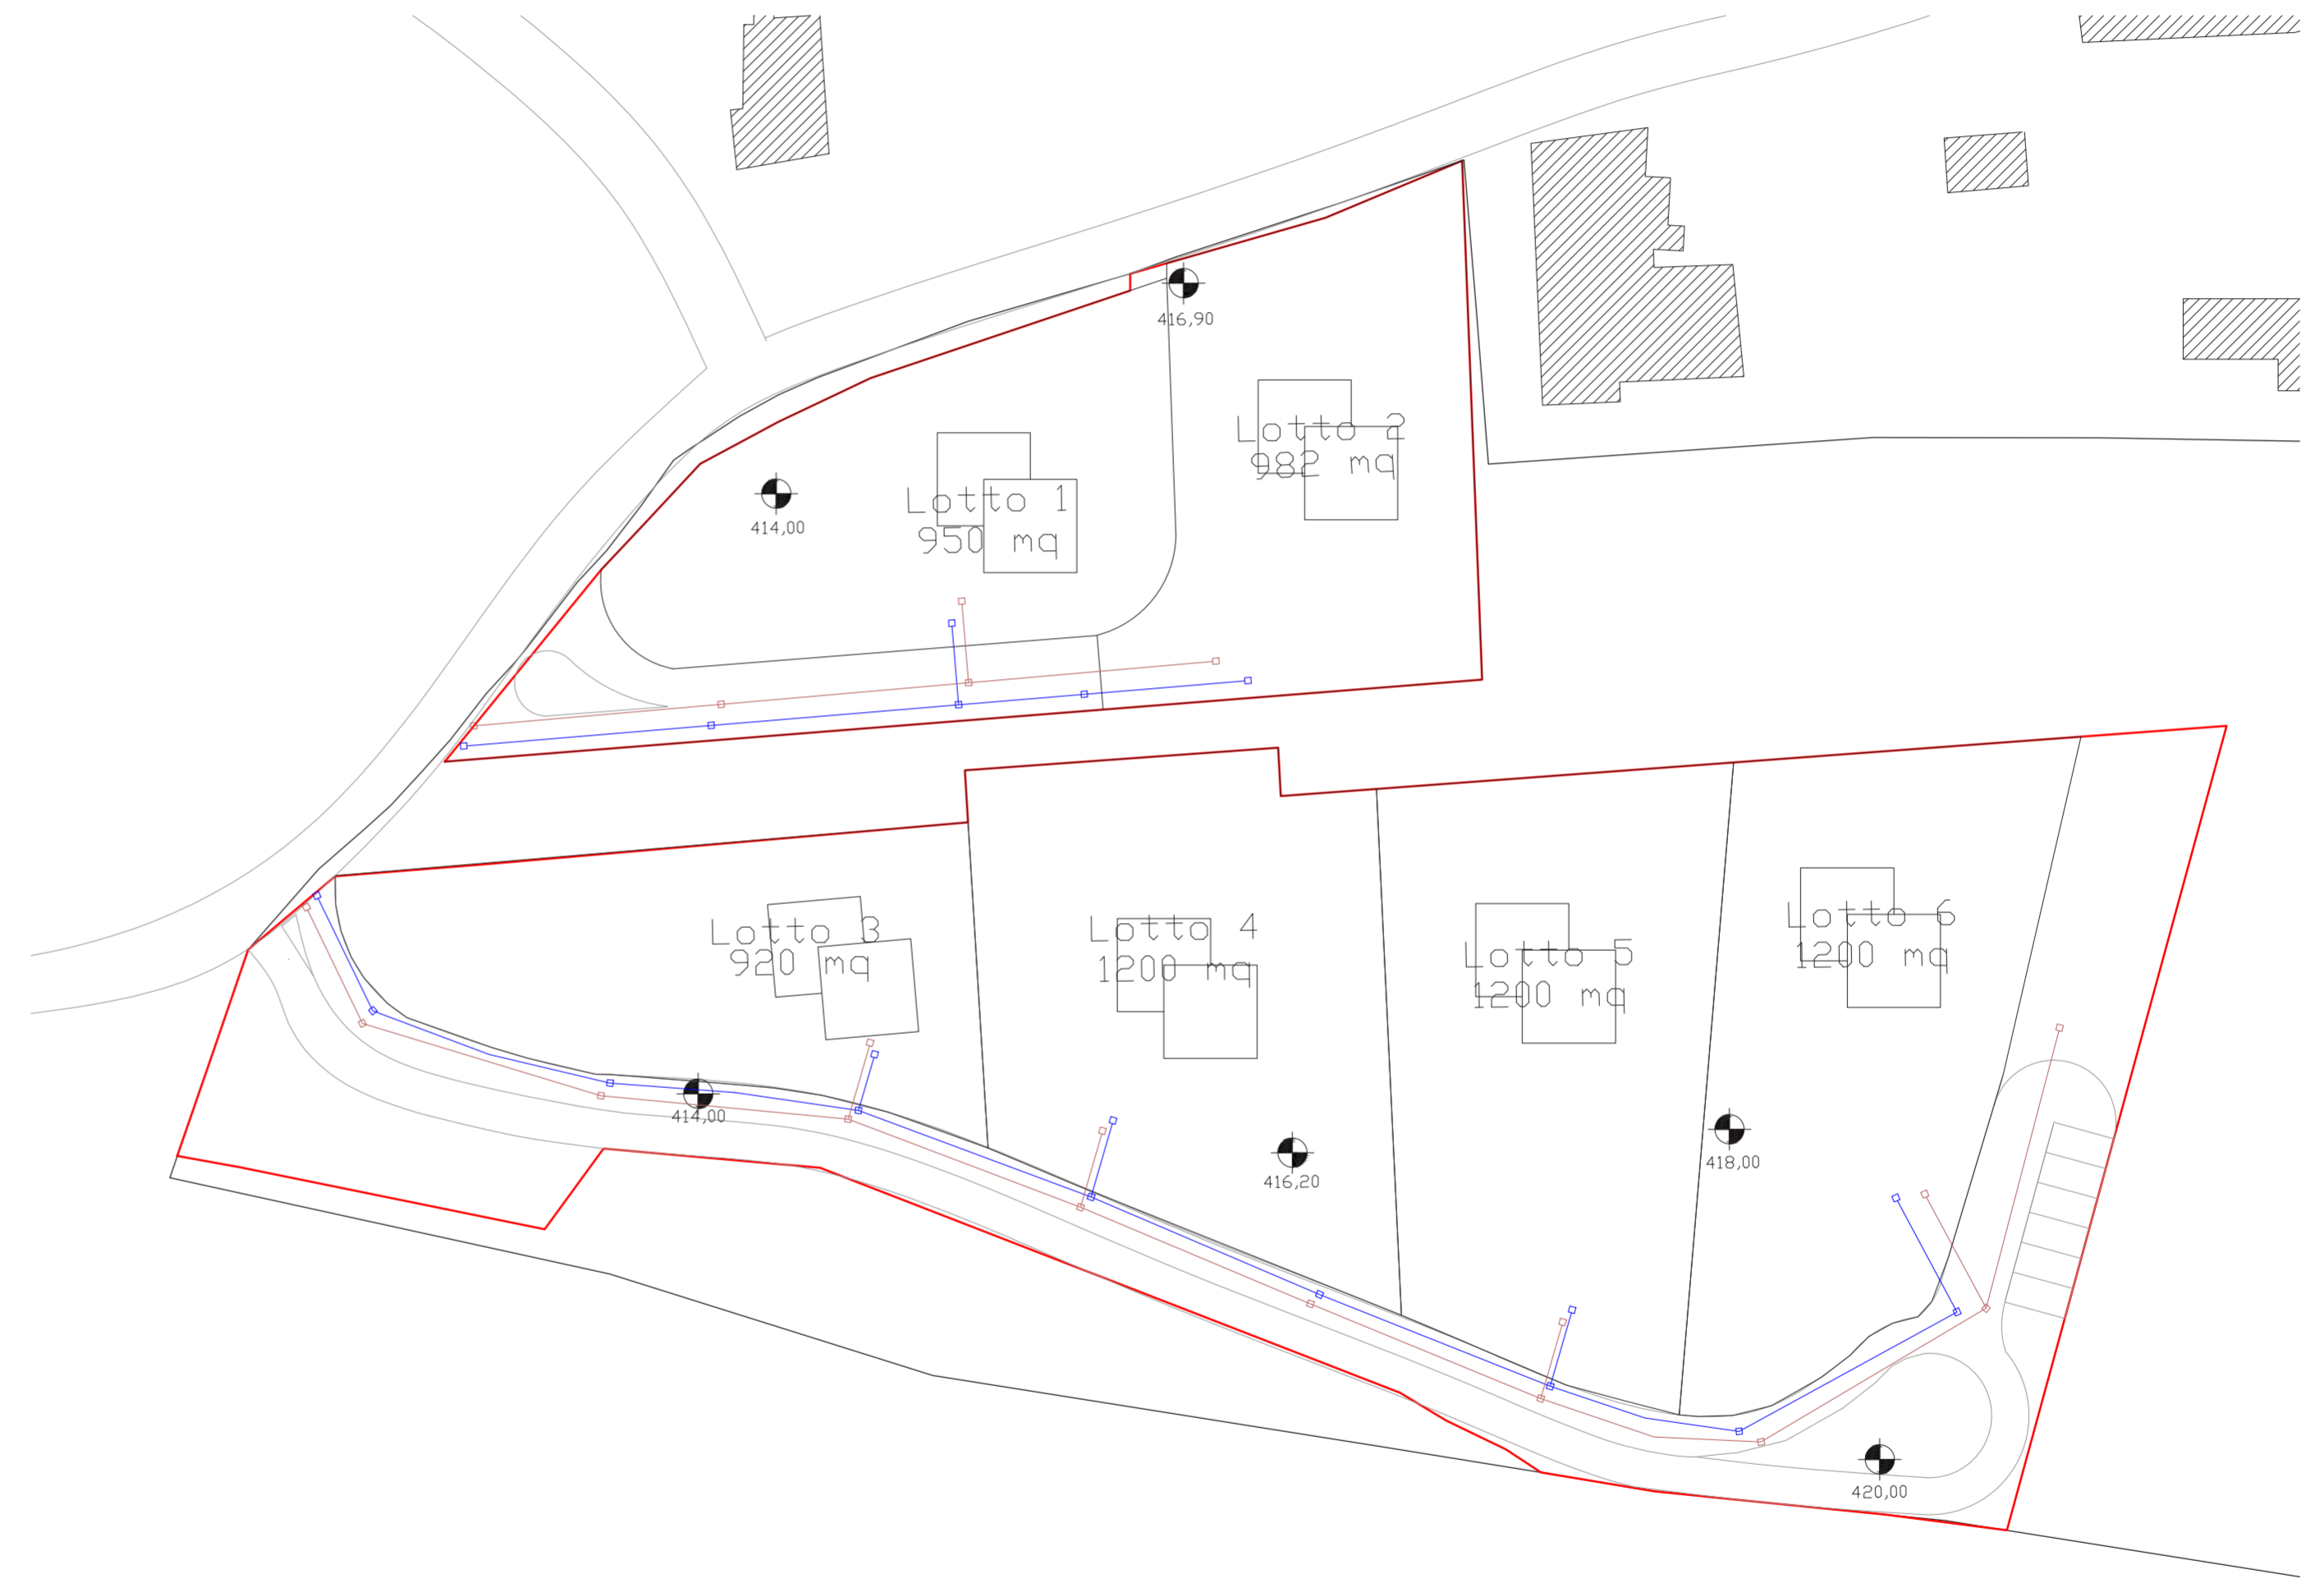 416,90
Lotto 2
982 mq
Lotto 1
950 mq
414,00
Lotto 3
920 mq
Lotto 4
1200 mq
Lotto 5
1200 mq
Lotto 6
1200 mq
414,00
416,20
418,00
420,00